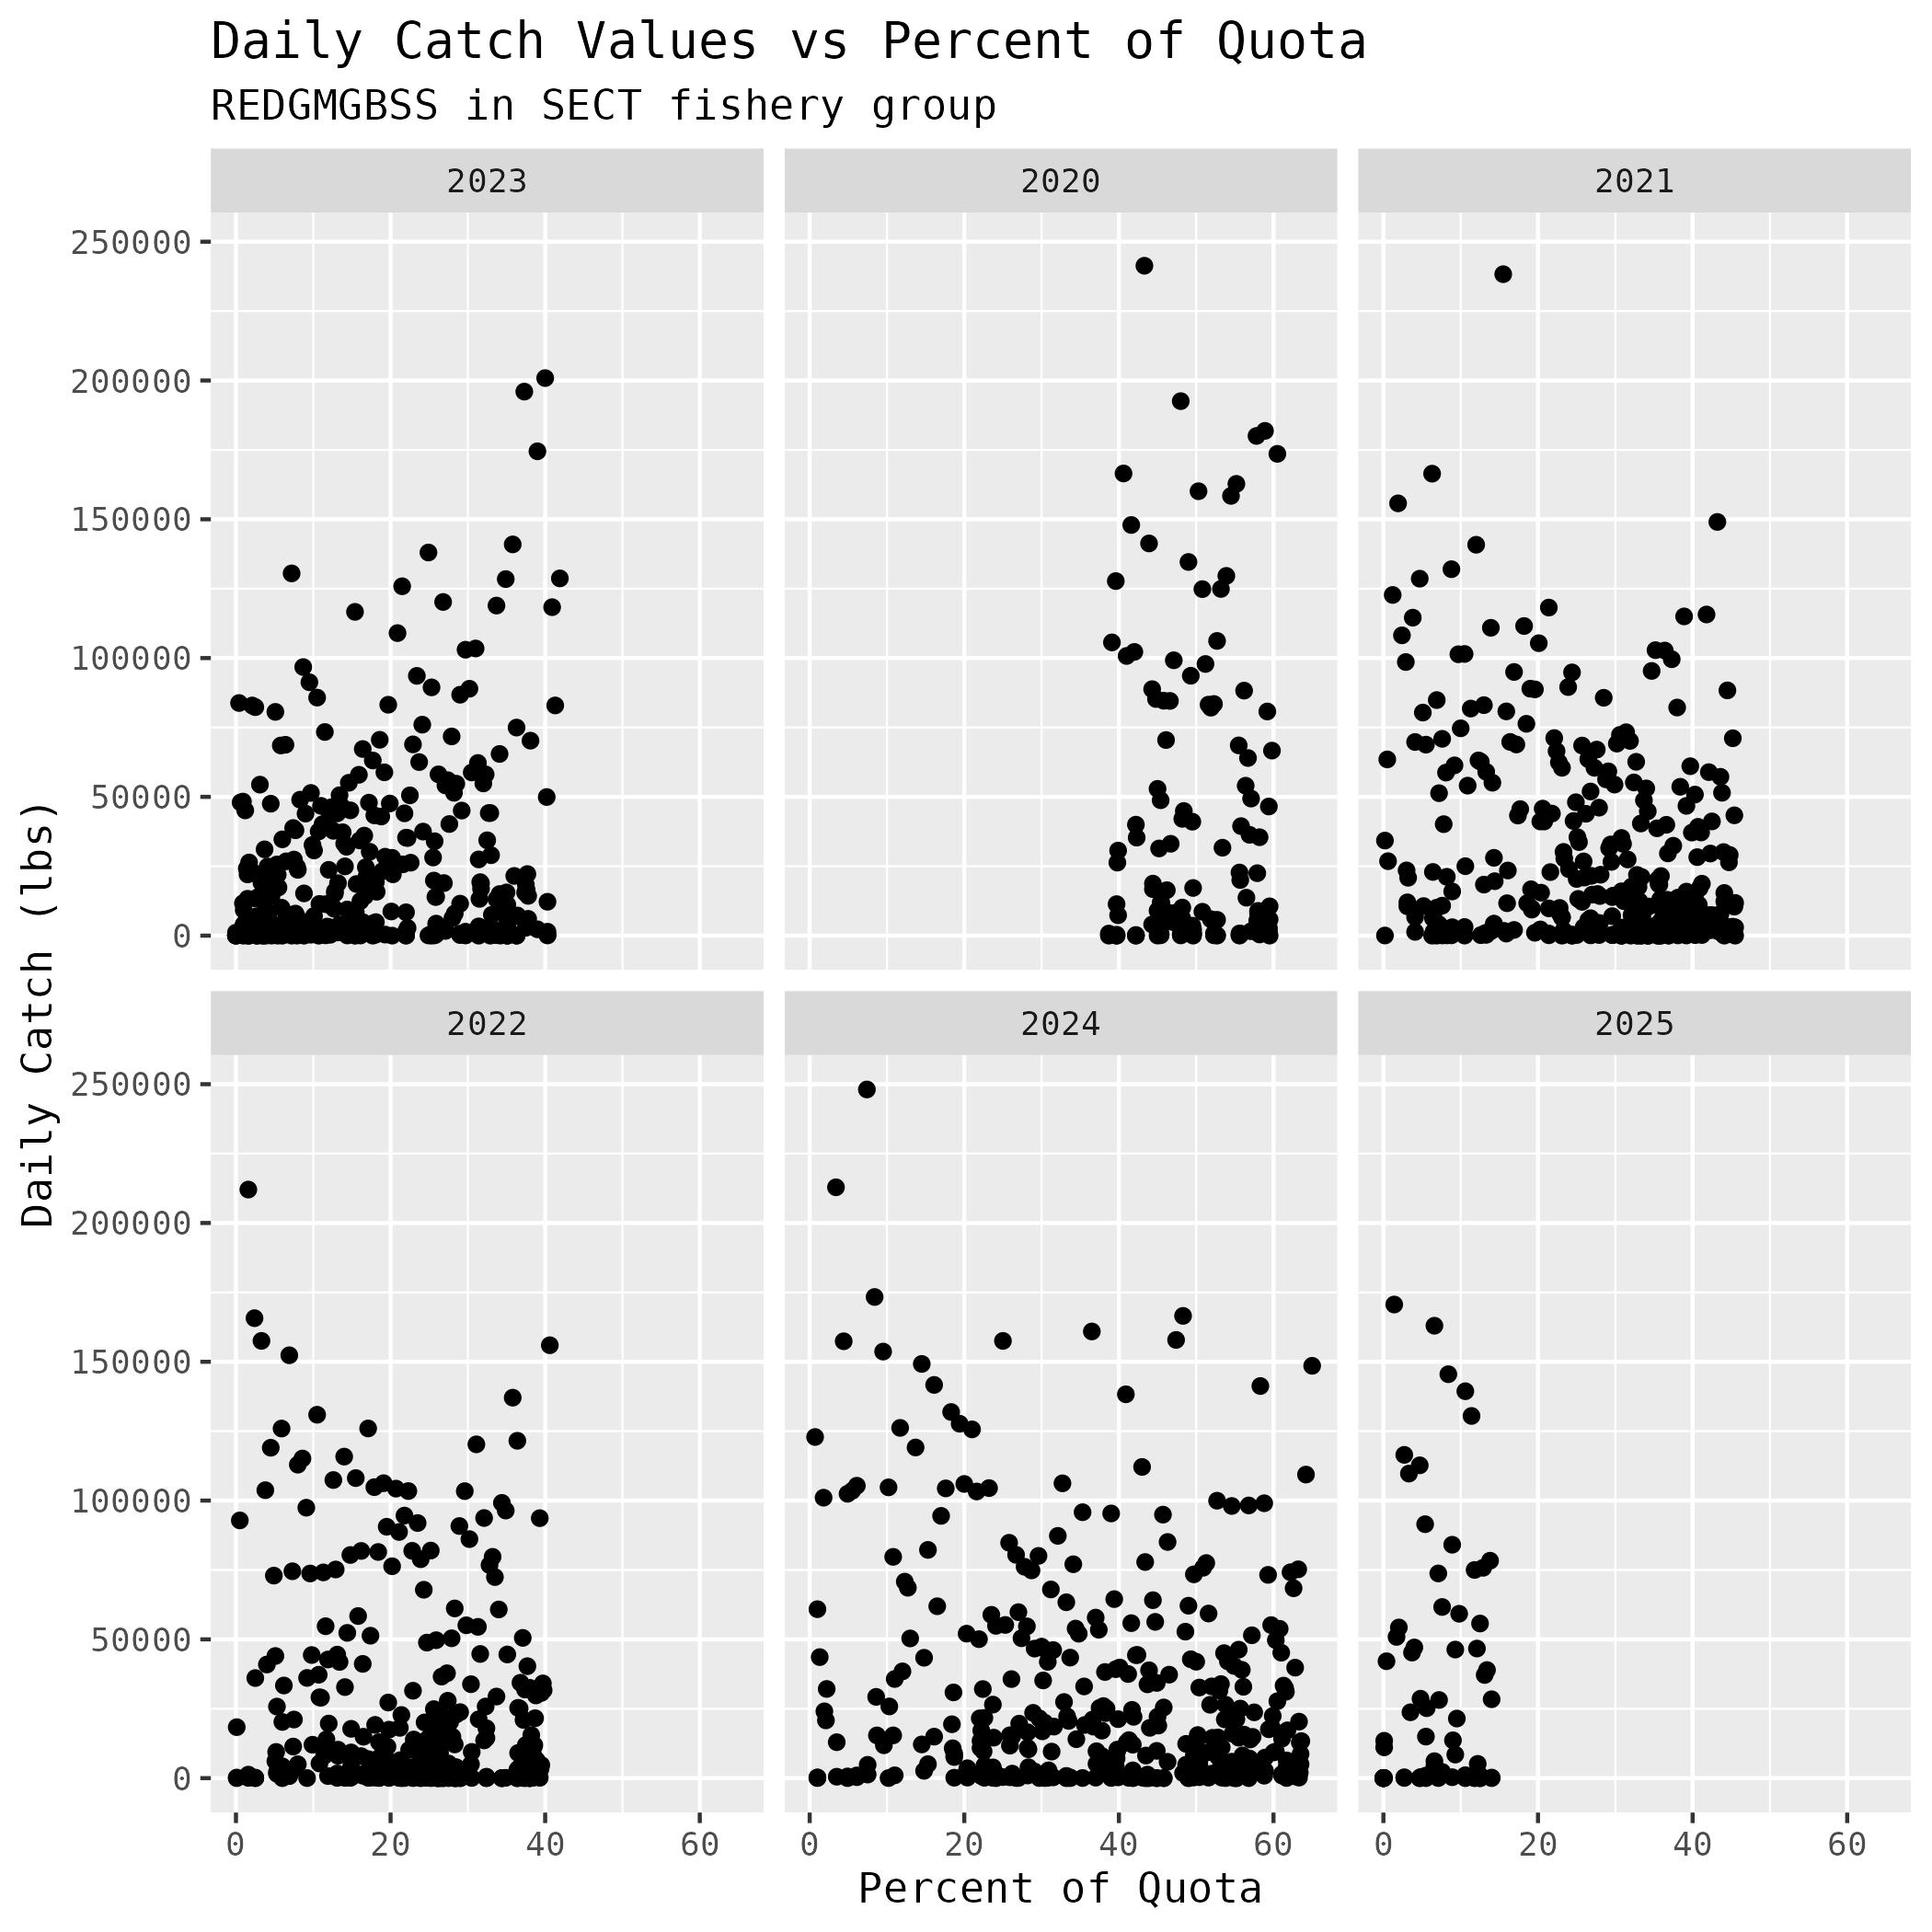 Daily Catch Values vs Percent of Quota
REDGMGBSS in SECT fishery group
2023 2020 2021
250000
200000
150000
100000
50000
0
2022 2024 2025
250000
200000
150000
100000
50000
0
0 20 40 60 0 20 40 60 0 20 40 60
Percent of Quota
Daily Catch (lbs)